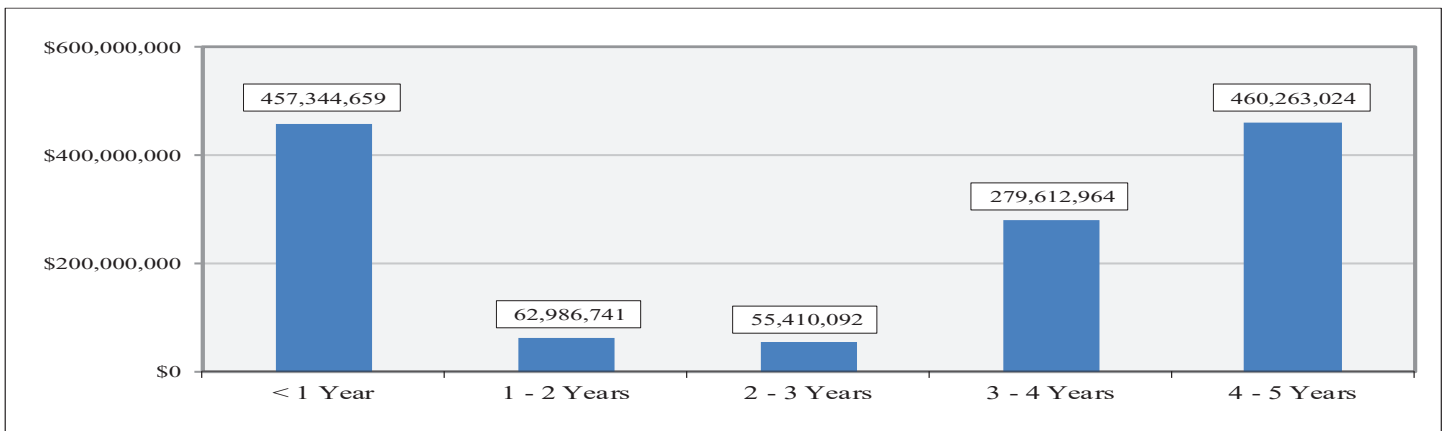 $600,000,000
457,344,659
460,263,024
$400,000,000
279,612,964
$200,000,000
62,986,741
55,410,092
$0
< 1 Year
1 - 2 Years
2 - 3 Years
3 - 4 Years
4 - 5 Years